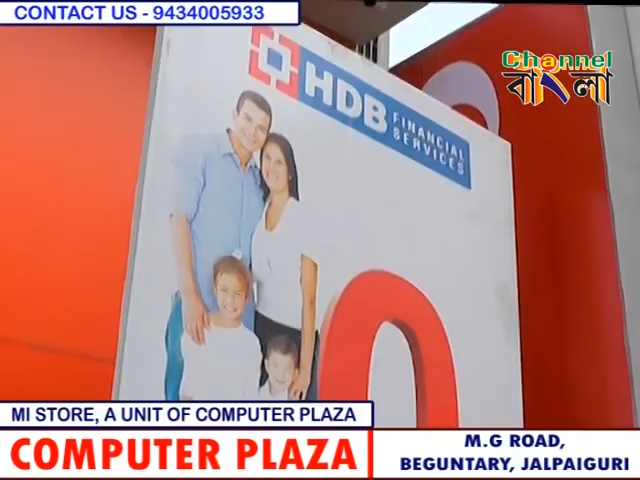 CONTACT US - 9434005933
Channel
বাংলা
HDB
FINANCIAL
SERVICES
MI STORE, A UNIT OF COMPUTER PLAZA
COMPUTER PLAZA
M.G ROAD,
BEGUNTARY, JALPAIGURI